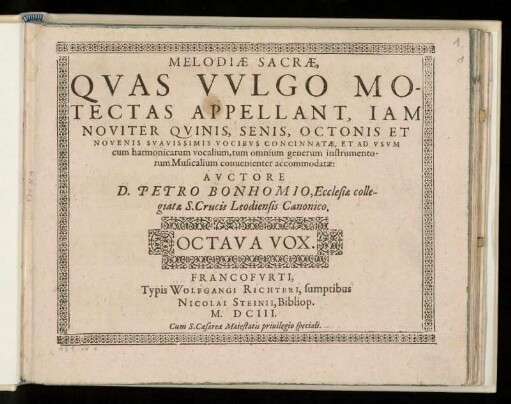 MELODIÆ SACRÆ,
QVAS VVLGO MO-
TECTAS APPELLANT, IAM
NOVITER QVINIS, SENIS, OCTONIS ET
NOVENIS SVAVISSIMIS VOCIBVS CONCINNATÆ, ET AD VSVM
cum harmonicarum vocalium, tum omnium generum instrumento-
rum Musicalium conuenienter accommodatæ:
AVCTORE
D. PETRO BONHOMIO, Ecclesiæ colle-
giatæ S. Crucis Leodiensis Canonico.
OCTAVA VOX.
FRANCOFVRTI,
Typis WOLFGANGI RICHTERI, sumptibus
NICOLAI STEINII, Bibliop.
M. DCIII.
Cum S. Cæsareæ Maiestatis priuilegio speciali.